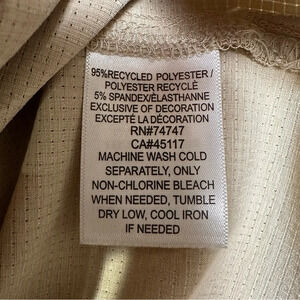 95%RECYCLED POLYESTER /
POLYESTER RECYCLÉ
5% SPANDEX/ÉLASTHANNE
EXCLUSIVE OF DECORATION
EXCEPTÉ LA DÉCORATION
RN#74747
CA#45117
MACHINE WASH COLD
SEPARATELY, ONLY
NON-CHLORINE BLEACH
WHEN NEEDED, TUMBLE
DRY LOW, COOL IRON
IF NEEDED